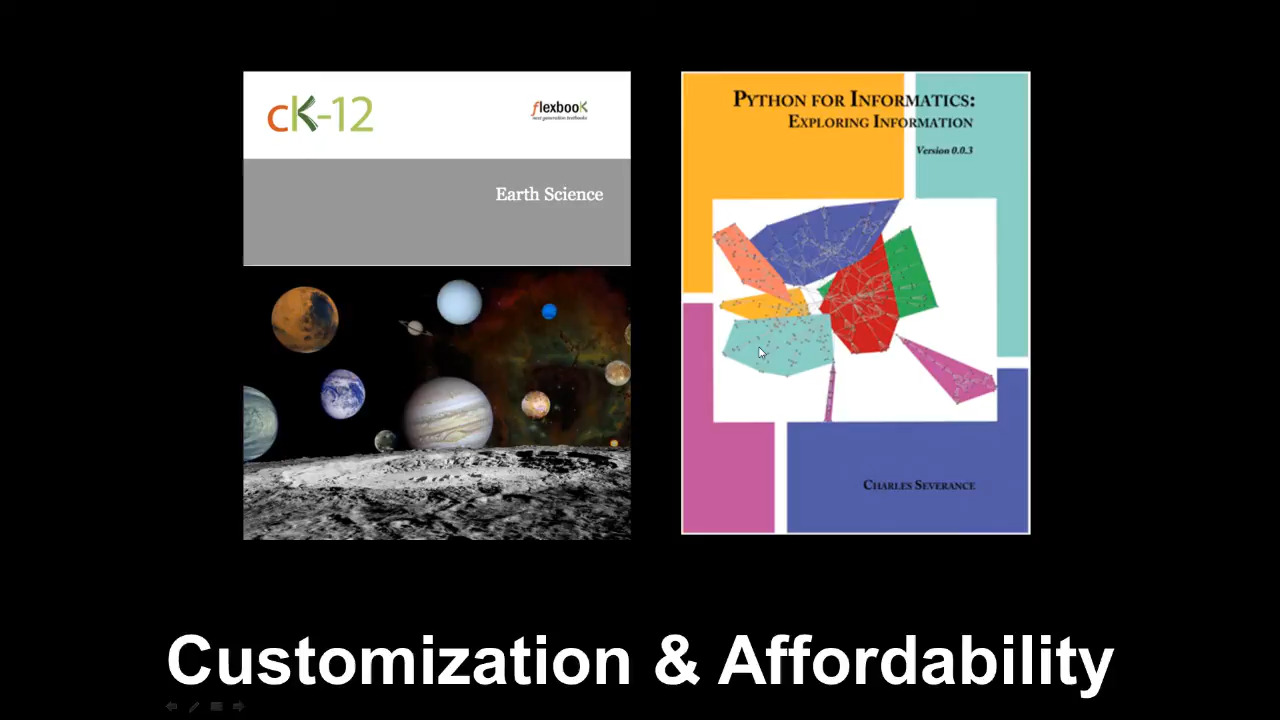 cK-12
flexbook
next generation textbooks
Earth Science
PYTHON FOR INFORMATICS:
EXPLORING INFORMATION
Version 0.0.3
CHARLES SEVERANCE
Customization & Affordability